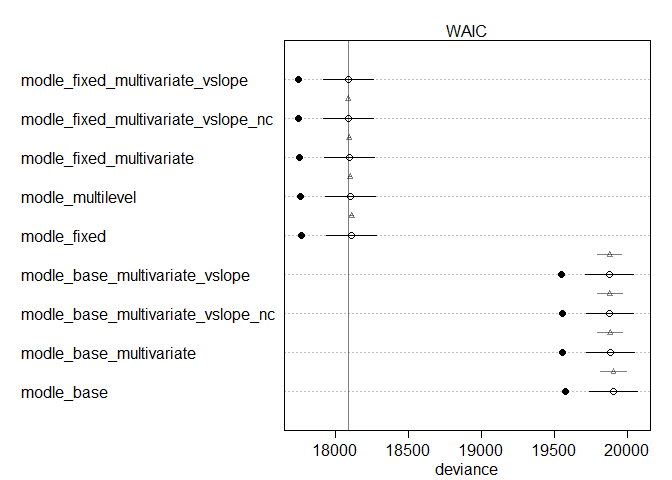 WAIC
modle_fixed_multivariate_vslope
modle_fixed_multivariate_vslope_nc
modle_fixed_multivariate
modle_multilevel
modle_fixed
modle_base_multivariate_vslope
modle_base_multivariate_vslope_nc
modle_base_multivariate
modle_base
18000 18500 19000 19500 20000
deviance